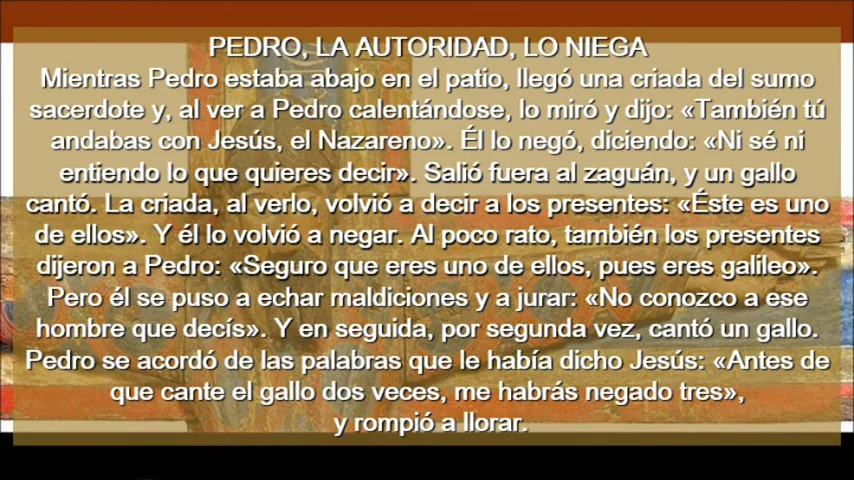 PEDRO, LA AUTORIDAD, LO NIEGA
Mientras Pedro estaba abajo en el patio, llegó una criada del sumo
sacerdote y, al ver a Pedro calentándose, lo miró y dijo: «También tú
andabas con Jesús, el Nazareno». Él lo negó, diciendo: «Ni sé ni
entiendo lo que quieres decir». Salió fuera al zaguán, y un gallo
cantó. La criada, al verlo, volvió a decir a los presentes: «Éste es uno
de ellos». Y él lo volvió a negar. Al poco rato, también los presentes
dijeron a Pedro: «Seguro que eres uno de ellos, pues eres galileo».
Pero él se puso a echar maldiciones y a jurar: «No conozco a ese
hombre que decís». Y en seguida, por segunda vez, cantó un gallo.
Pedro se acordó de las palabras que le había dicho Jesús: «Antes de
que cante el gallo dos veces, me habrás negado tres»,
y rompió a llorar.